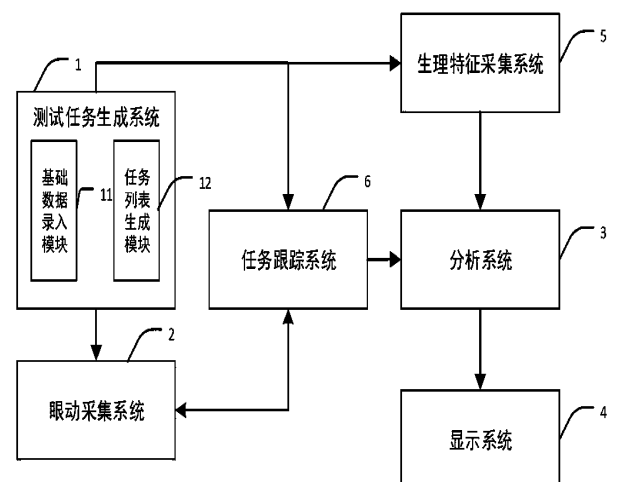 5
生理特征采集系统
1
测试任务生成系统
基础
数据
录入
模块
11
任务
列表
生成
模块
12
6
任务跟踪系统
3
分析系统
2
眼动采集系统
4
显示系统